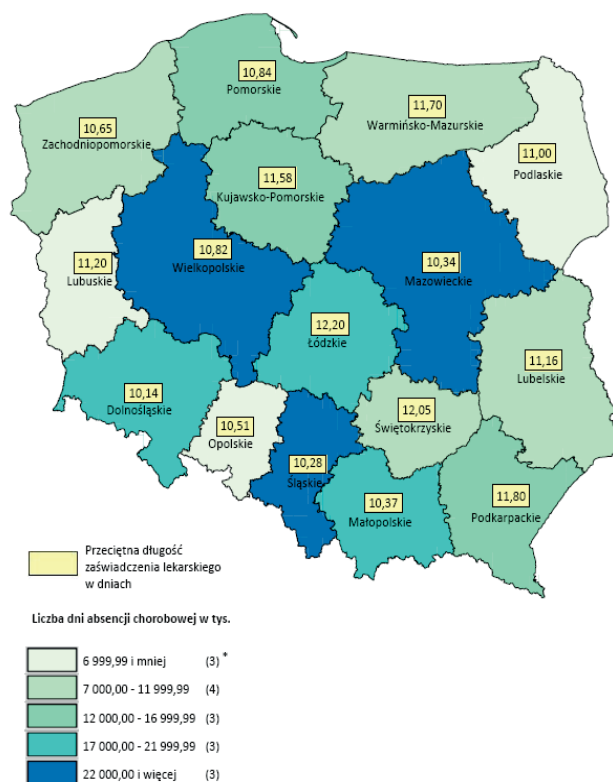 10,84
Pomorskie
11,70
Warmińsko-Mazurskie
10,65
Zachodniopomorskie
11,00
Podlaskie
11,58
Kujawsko-Pomorskie
10,82
Wielkopolskie
10,34
Mazowieckie
11,20
Lubuskie
12,20
Łódzkie
11,16
Lubelskie
10,14
Dolnośląskie
12,05
Świętokrzyskie
10,51
Opolskie
10,28
Śląskie
10,37
Małopolskie
11,80
Podkarpackie
Przeciętna długość
zaświadczenia lekarskiego
w dniach
Liczba dni absencji chorobowej w tys.
6 999,99 i mniej (3) *
7 000,00 - 11 999,99 (4)
12 000,00 - 16 999,99 (3)
17 000,00 - 21 999,99 (3)
22 000,00 i więcej (3)